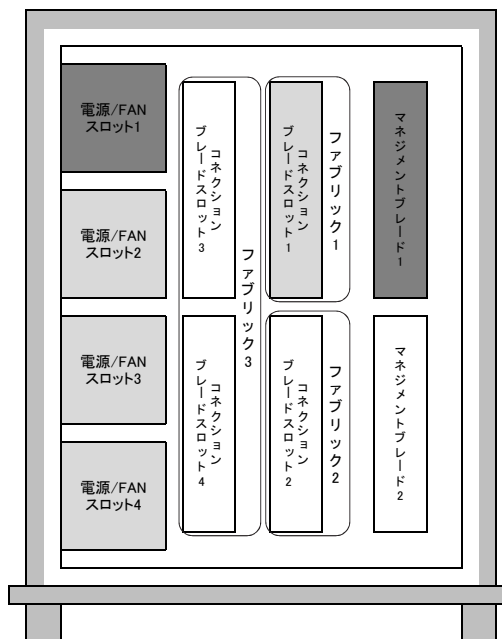 電源/FAN
スロット1
電源/FAN
スロット2
電源/FAN
スロット3
電源/FAN
スロット4
コネクション
ブレードスロット3
コネクション
ブレードスロット4
ファブリック3
コネクション
ブレードスロット1
ファブリック1
コネクション
ブレードスロット2
ファブリック2
マネジメントブレード1
マネジメントブレード2